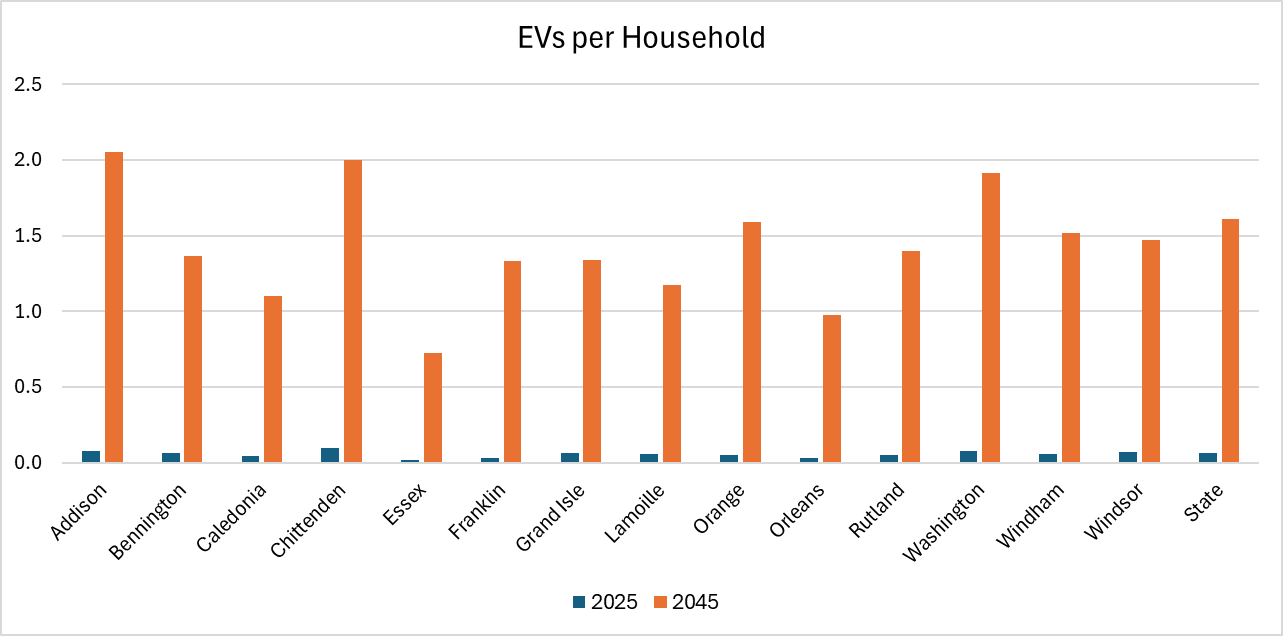 EVs per Household
2.5
2.0
1.5
1.0
0.5
0.0
Addison
Bennington
Caledonia
Chittenden
Essex
Franklin
Grand Isle
Lamoille
Orange
Orleans
Rutland
Washington
Windham
Windsor
State
2025 2045